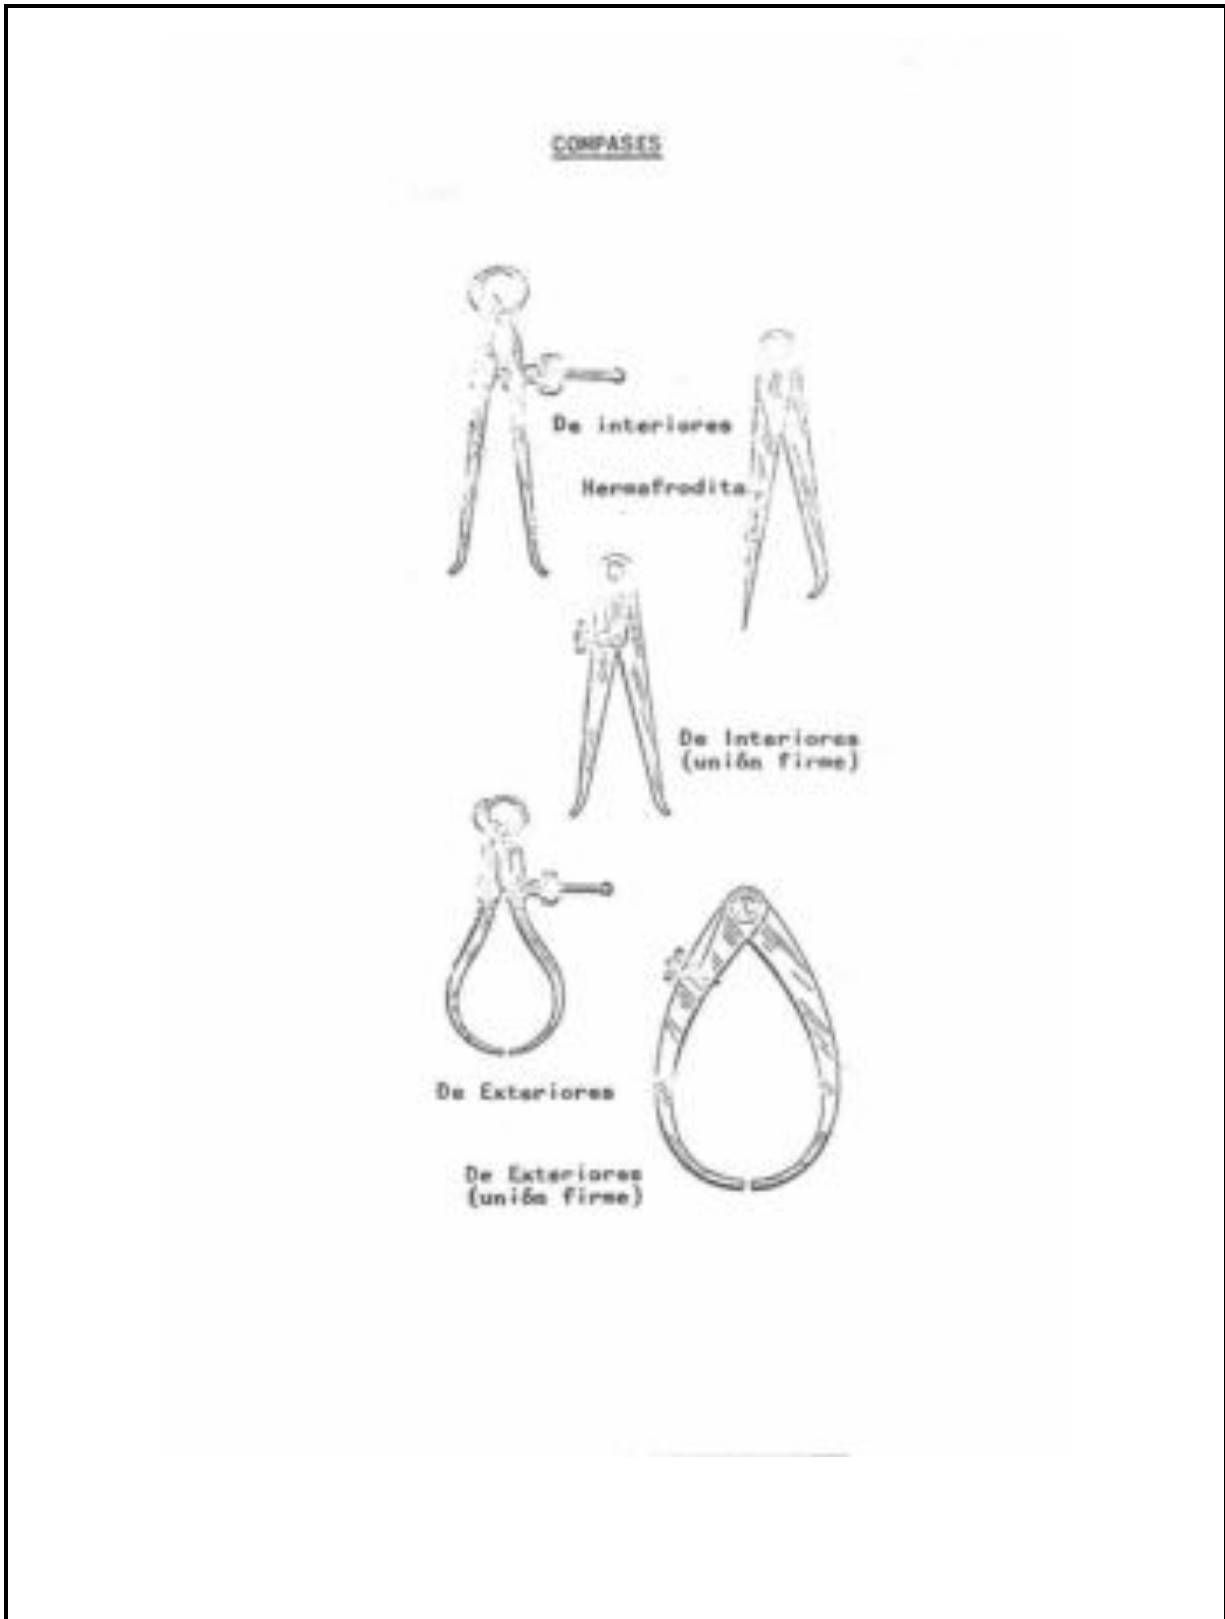 COMPASES
De interiores
Hermafrodita
De Interiores
(unión firme)
De Exteriores
De Exteriores
(unión firme)